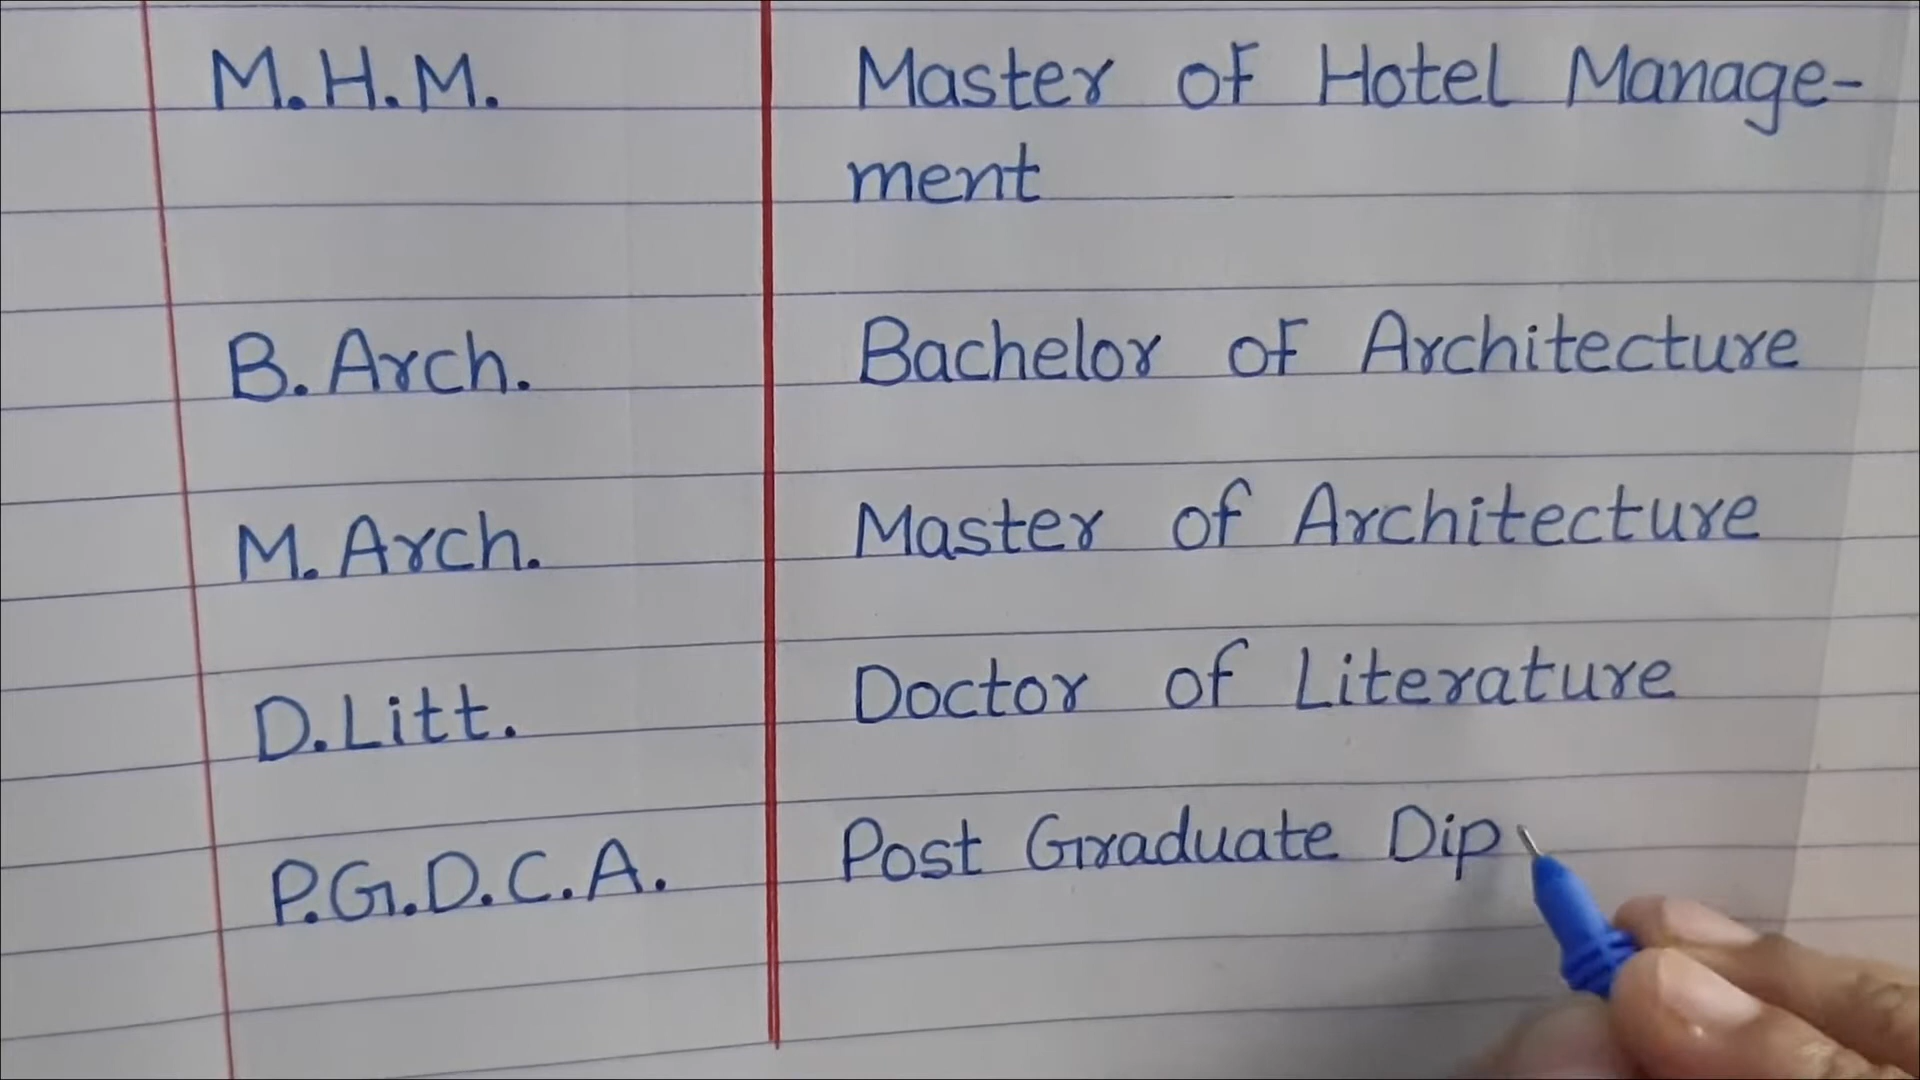 M.H.M. Master of Hotel Manage-
ment
B. Arch. Bachelor of Architecture
M. Arch. Master of Architecture
D. Litt. Doctor of Literature
P.G.D.C.A. Post Graduate Dip